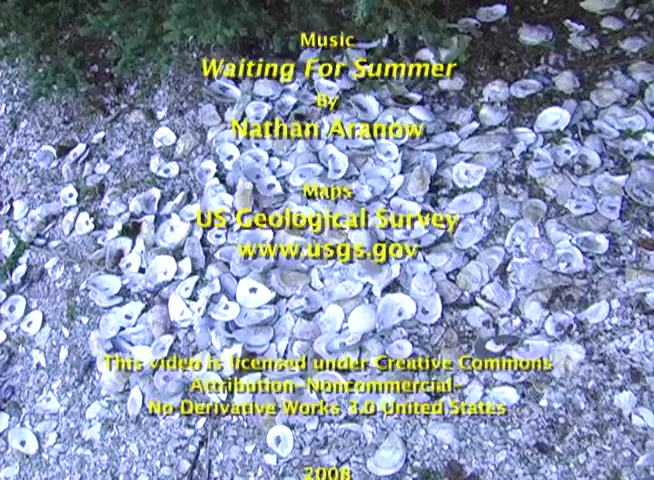 Music
Waiting For Summer
By
Nathan Aranow
Maps
US Geological Survey
www.usgs.gov
This video is licensed under Creative Commons
Attribution-Noncommercial-
No Derivative Works 3.0 United States
2008